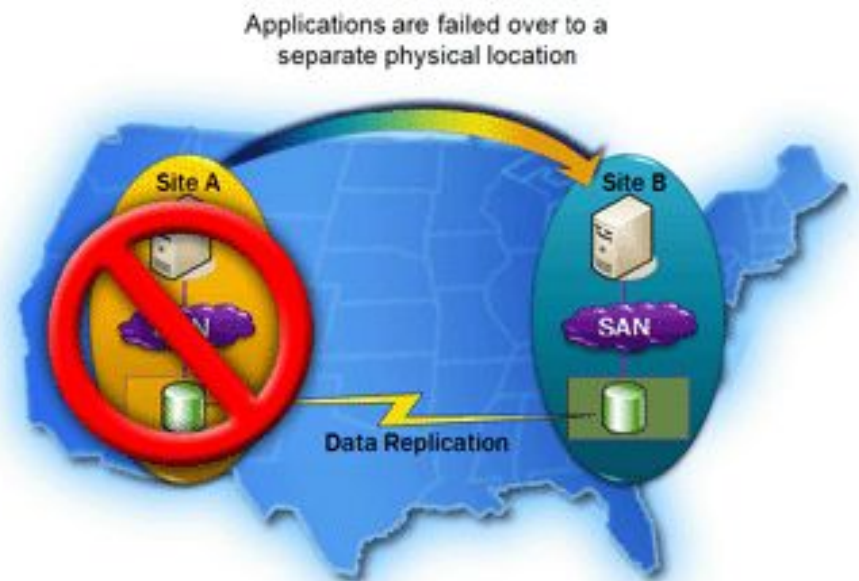 Applications are failed over to a
separate physical location
Site A
Site B
SAN
Data Replication